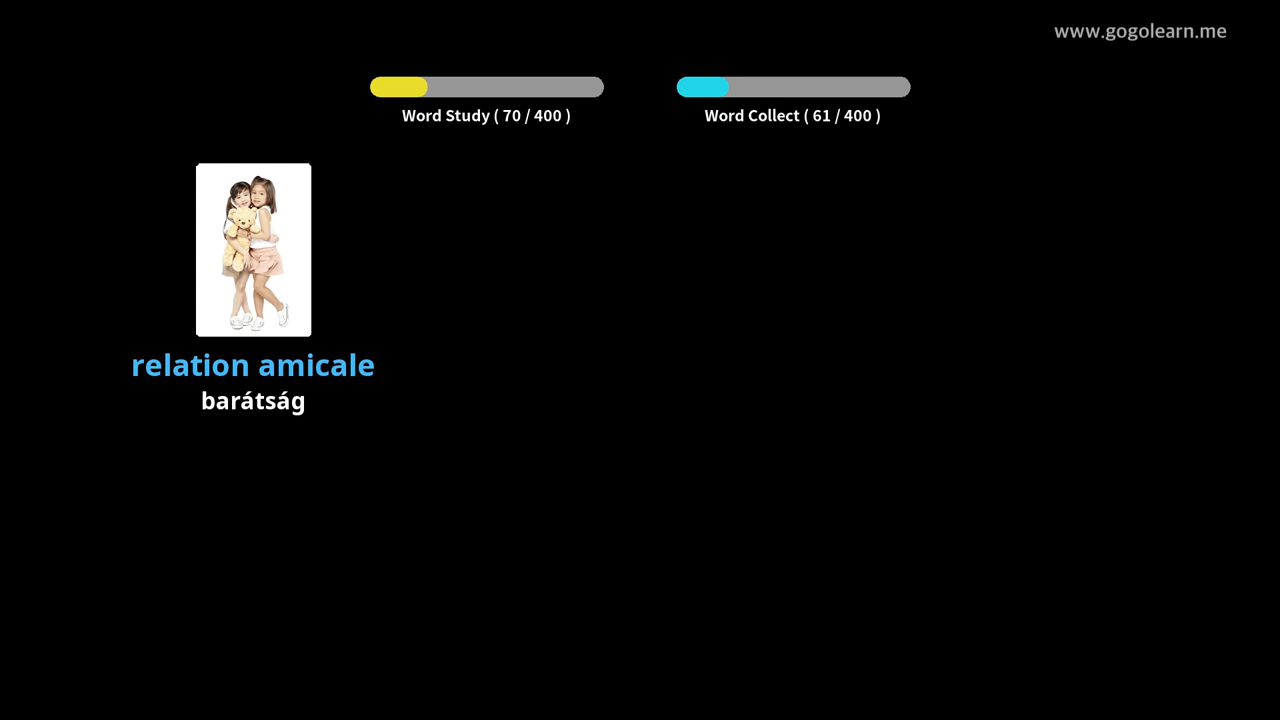 www.gogolearn.me
Word Study ( 70 / 400 )
Word Collect ( 61 / 400 )
relation amicale
barátság